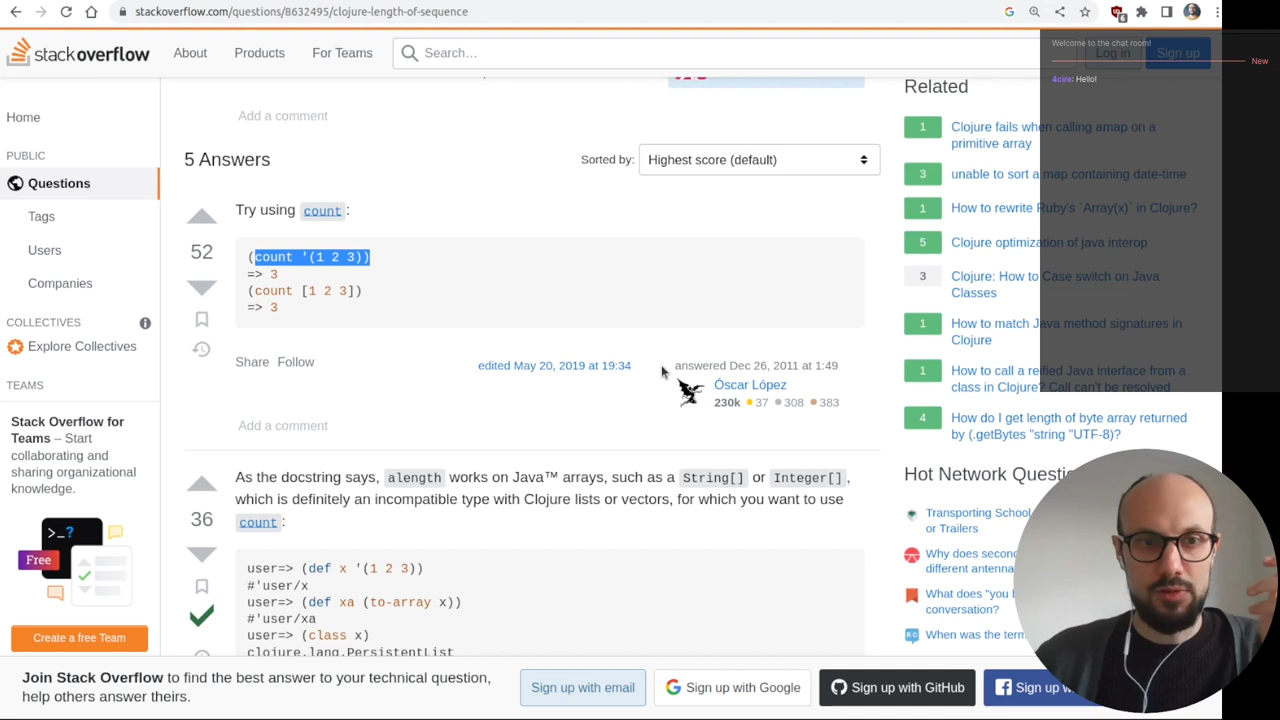 stackoverflow.com/questions/8632495/clojure-length-of-sequence
6
Welcome to the chat room!
New
4cire: Hello!
stackoverflow
About
Products
For Teams
Search...
Log in
Sign up
Home
PUBLIC
Questions
Tags
Users
Companies
COLLECTIVES
Explore Collectives
TEAMS
Stack Overflow for
Teams – Start
collaborating and
sharing organizational
knowledge.
>_?
Free
Create a free Team
Add a comment
5 Answers
Sorted by:
Highest score (default)
52
Try using count:
(count '(1 2 3))
=> 3
(count [1 2 3])
=> 3
Share Follow
edited May 20, 2019 at 19:34
answered Dec 26, 2011 at 1:49
Óscar López
230k 37 308 383
Add a comment
36
As the docstring says, alength works on Java™ arrays, such as a String[] or Integer[],
which is definitely an incompatible type with Clojure lists or vectors, for which you want to use
count:
user=> (def x '(1 2 3))
#'user/x
user=> (def xa (to-array x))
#'user/xa
user=> (class x)
clojure.lang.PersistentList
Related
1 Clojure fails when calling amap on a
primitive array
3 unable to sort a map containing date-time
1 How to rewrite Ruby's `Array(x)` in Clojure?
5 Clojure optimization of java interop
3 Clojure: How to Case switch on Java
Classes
1 How to match Java method signatures in
Clojure
1 How to call a reified Java interface from a
class in Clojure? Call can't be resolved
4 How do I get length of byte array returned
by (.getBytes "string "UTF-8)?
Hot Network
Transporting School
or Trailers
Why does
different
What does "you
conversation?
When was the
Join Stack Overflow to find the best answer to your technical question,
help others answer theirs.
Sign up with email
Sign up with Google
Sign up with GitHub
Sign up